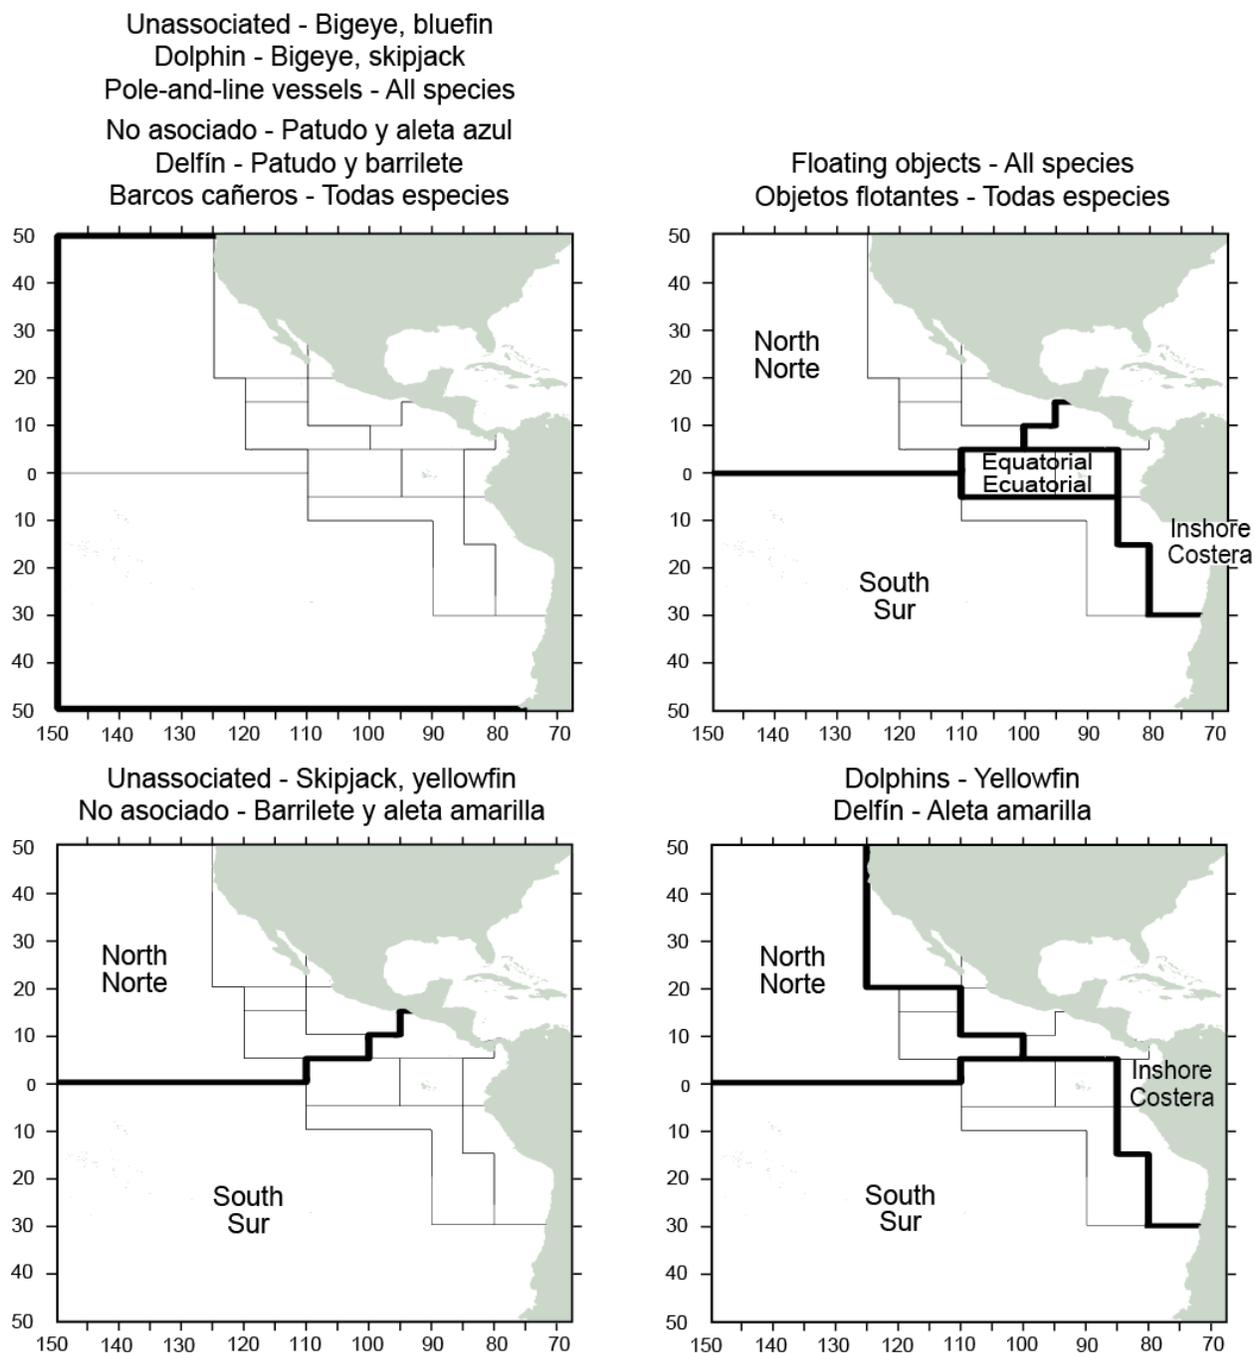 Unassociated - Bigeye, bluefin
Dolphin - Bigeye, skipjack
Pole-and-line vessels - All species
No asociado - Patudo y aleta azul
Delfín - Patudo y barrilete
Barcos cañeros - Todas especies
50
40
30
20
10
0
10
20
30
40
50
150 140 130 120 110 100 90 80 70
Floating objects - All species
Objetos flotantes - Todas especies
50
40
30
20
10
0
10
20
30
40
50
North
Norte
Equatorial
Ecuatorial
Inshore
Costera
South
Sur
150 140 130 120 110 100 90 80 70
Unassociated - Skipjack, yellowfin
No asociado - Barrilete y aleta amarilla
50
40
30
20
10
0
10
20
30
40
50
North
Norte
South
Sur
150 140 130 120 110 100 90 80 70
Dolphins - Yellowfin
Delfín - Aleta amarilla
50
40
30
20
10
0
10
20
30
40
50
North
Norte
Inshore
Costera
South
Sur
150 140 130 120 110 100 90 80 70